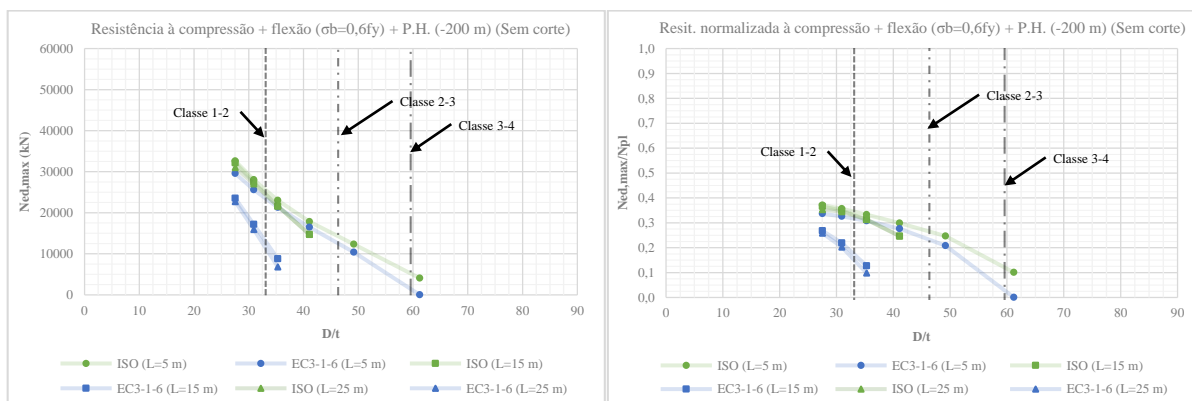 Resistência à compressão + flexão (σb=0,6fy) + P.H. (-200 m) (Sem corte)
60000
50000
40000
30000
20000
10000
0
Ned,max (kN)
Classe 1-2
Classe 2-3
Classe 3-4
0 10 20 30 40 50 60 70 80 90
D/t
ISO (L=5 m) EC3-1-6 (L=5 m) ISO (L=15 m)
EC3-1-6 (L=15 m) ISO (L=25 m) EC3-1-6 (L=25 m)
Resit. normalizada à compressão + flexão (σb=0,6fy) + P.H. (-200 m) (Sem corte)
1,0
0,9
0,8
0,7
0,6
0,5
0,4
0,3
0,2
0,1
0,0
Ned,max/Npl
Classe 2-3
Classe 1-2
Classe 3-4
0 10 20 30 40 50 60 70 80 90
D/t
ISO (L=5 m) EC3-1-6 (L=5 m) ISO (L=15 m)
EC3-1-6 (L=15 m) ISO (L=25 m) EC3-1-6 (L=25 m)